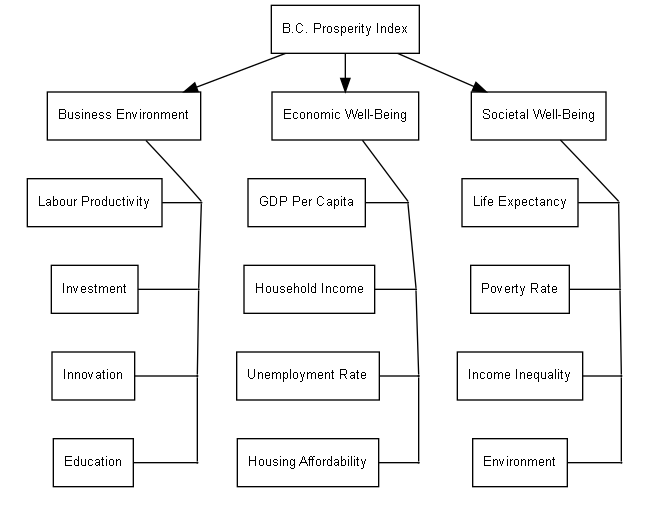 B.C. Prosperity Index
Business Environment
Economic Well-Being
Societal Well-Being
Labour Productivity
GDP Per Capita
Life Expectancy
Investment
Household Income
Poverty Rate
Innovation
Unemployment Rate
Income Inequality
Education
Housing Affordability
Environment